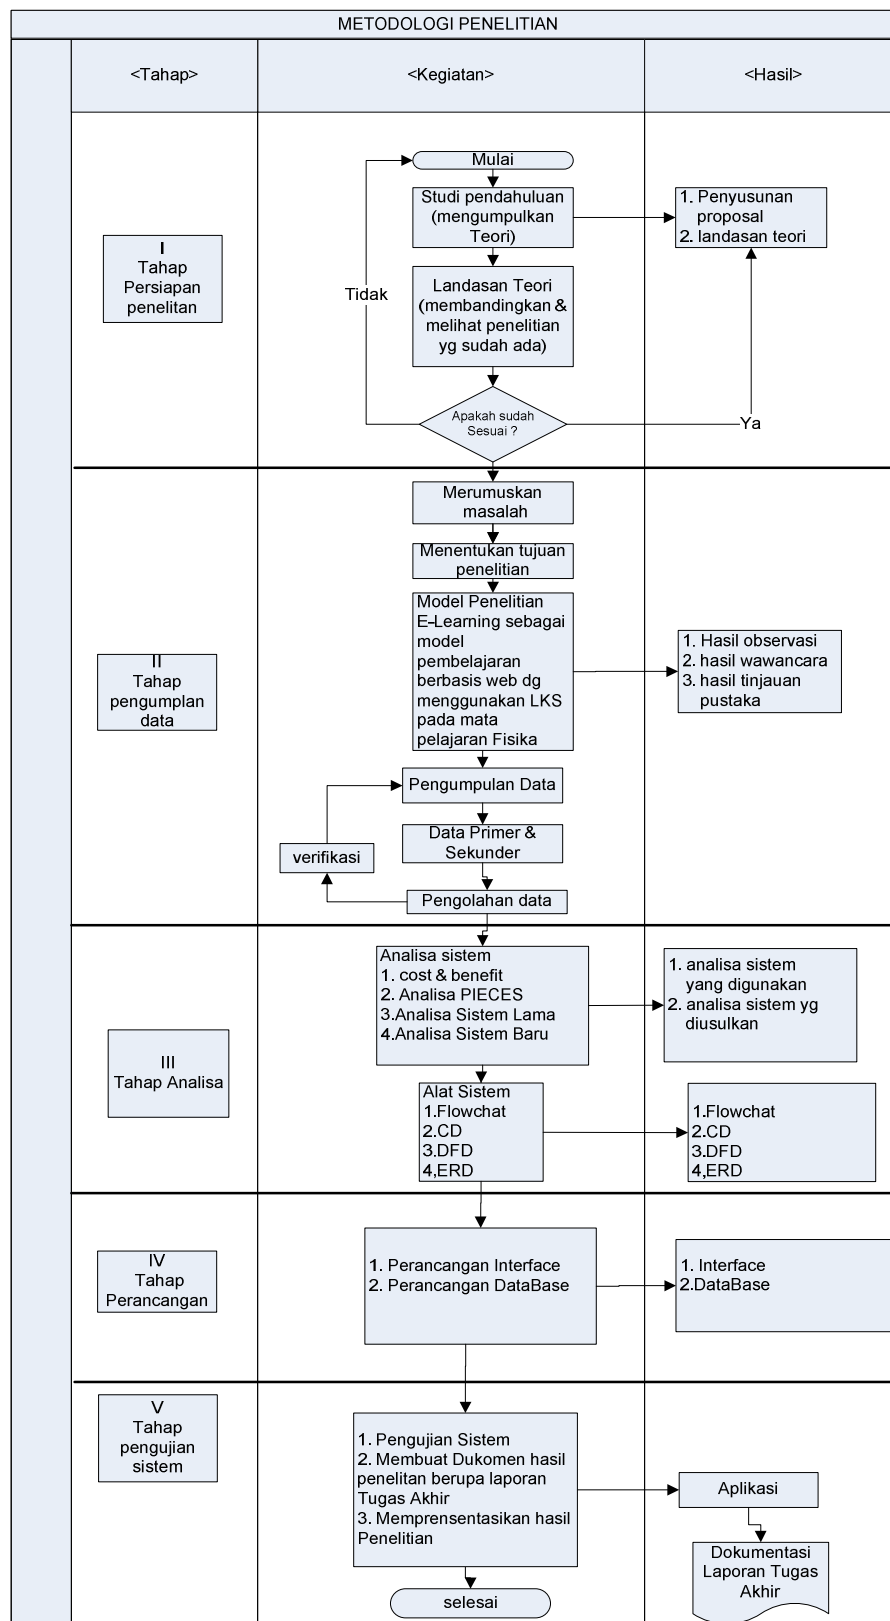 METODOLOGI PENELITIAN
<Tahap>
<Kegiatan>
<Hasil>
I
Tahap
Persiapan
penelitan
Mulai
Studi pendahuluan
(mengumpulkan
Teori)
1. Penyusunan
proposal
2. landasan teori
Landasan Teori
(membandingkan &
melihat penelitian
yg sudah ada)
Tidak
Apakah sudah
Sesuai ?
Ya
II
Tahap
pengumplan
data
Merumuskan
masalah
Menentukan tujuan
penelitian
Model Penelitian
E-Learning sebagai
model
pembelajaran
berbasis web dg
menggunakan LKS
pada mata
pelajaran Fisika
1. Hasil observasi
2. hasil wawancara
3. hasil tinjauan
pustaka
Pengumpulan Data
Data Primer &
Sekunder
verifikasi
Pengolahan data
III
Tahap Analisa
Analisa sistem
1. cost & benefit
2. Analisa PIECES
3.Analisa Sistem Lama
4.Analisa Sistem Baru
1. analisa sistem
yang digunakan
2. analisa sistem yg
diusulkan
Alat Sistem
1.Flowchat
2.CD
3.DFD
4,ERD
1.Flowchat
2.CD
3.DFD
4,ERD
IV
Tahap
Perancangan
1. Perancangan Interface
2. Perancangan DataBase
1. Interface
2.DataBase
V
Tahap
pengujian
sistem
1. Pengujian Sistem
2. Membuat Dukomen hasil
penelitan berupa laporan
Tugas Akhir
3. Memprensentasikan hasil
Penelitian
Aplikasi
Dokumentasi
Laporan Tugas
Akhir
selesai